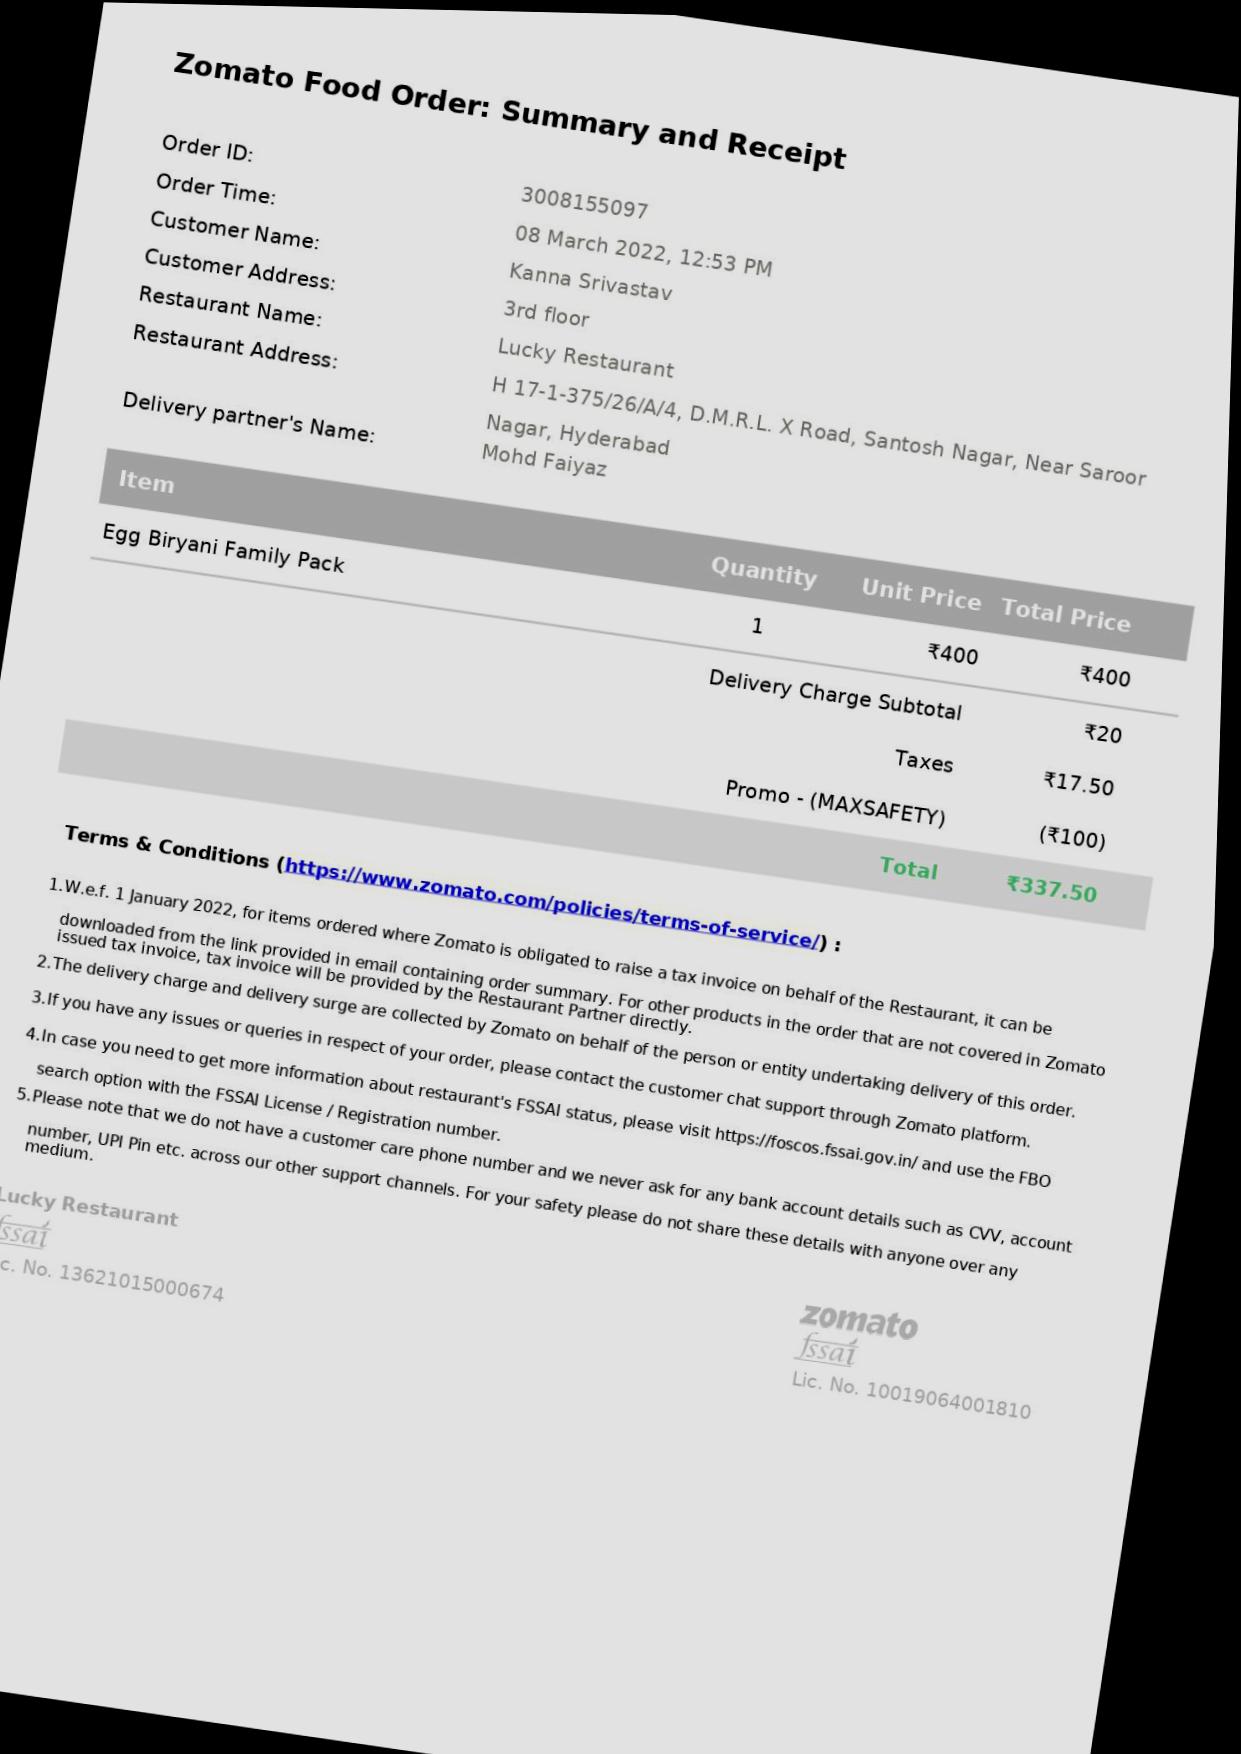 Zomato Food Order: Summary and Receipt
Order ID: 3008155097
Order Time: 08 March 2022, 12:53 PM
Customer Name: Kanna Srivastav
Customer Address: 3rd floor
Restaurant Name: Lucky Restaurant
Restaurant Address: H 17-1-375/26/A/4, D.M.R.L. X Road, Santosh Nagar, Near Saroor
Nagar, Hyderabad
Delivery partner's Name: Mohd Faiyaz
Item Quantity Unit Price Total Price
Egg Biryani Family Pack 1 ₹400 ₹400
Delivery Charge Subtotal ₹20
Taxes ₹17.50
Promo - (MAXSAFETY) (₹100)
Total ₹337.50
Terms & Conditions (https://www.zomato.com/policies/terms-of-service/) :
1.W.e.f. 1 January 2022, for items ordered where Zomato is obligated to raise a tax invoice on behalf of the Restaurant, it can be
downloaded from the link provided in email containing order summary. For other products in the order that are not covered in Zomato
issued tax invoice, tax invoice will be provided by the Restaurant Partner directly.
2.The delivery charge and delivery surge are collected by Zomato on behalf of the person or entity undertaking delivery of this order.
3.If you have any issues or queries in respect of your order, please contact the customer chat support through Zomato platform.
4.In case you need to get more information about restaurant's FSSAI status, please visit https://foscos.fssai.gov.in/ and use the FBO
search option with the FSSAI License / Registration number.
5.Please note that we do not have a customer care phone number and we never ask for any bank account details such as CVV, account
number, UPI Pin etc. across our other support channels. For your safety please do not share these details with anyone over any
medium.
Lucky Restaurant
fssai
c. No. 13621015000674
zomato
fssai
Lic. No. 10019064001810